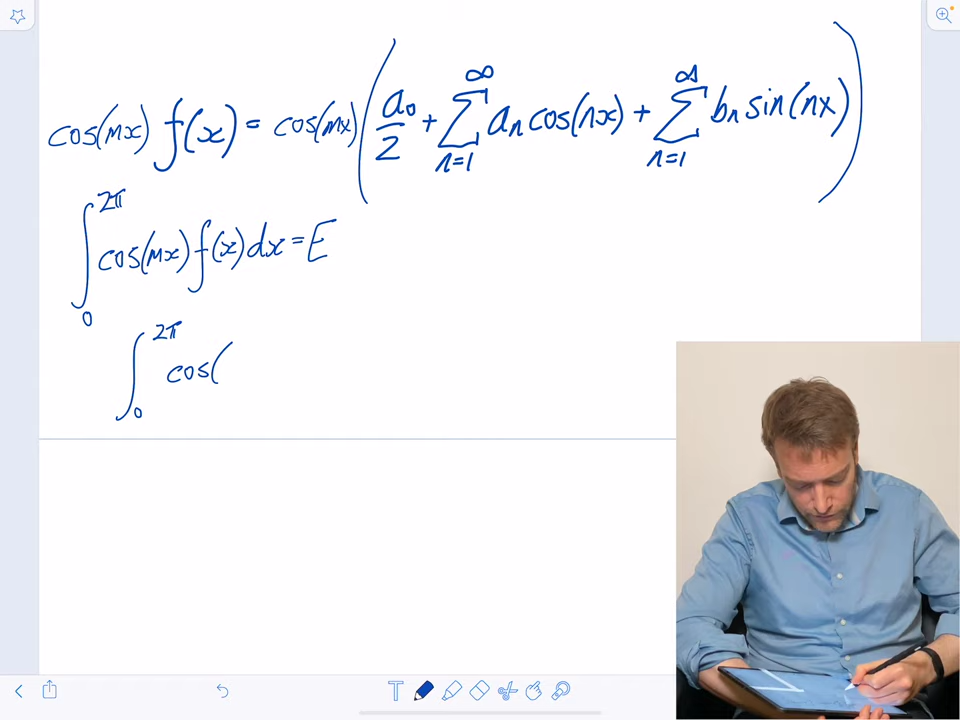 cos(mx) f(x) = cos(mx) ( a₀/2 + ∑_{n=1}^{∞} aₙ cos(nx) + ∑_{n=1}^{∞} bₙ sin(nx) )
∫₀^{2π} cos(mx) f(x) dx = E
∫₀^{2π} cos(
T